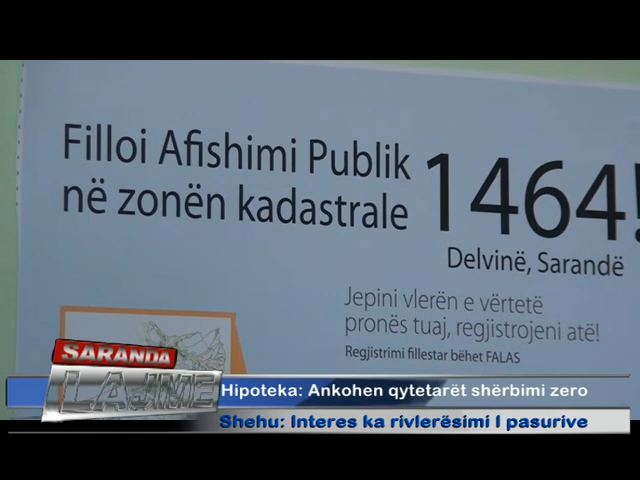 Filloi Afishimi Publik
në zonën kadastrale
1464!
Delvinë, Sarandë
Jepini vlerën e vërtetë
pronës tuaj, regjistrojeni atë!
Regjistrimi fillestar bëhet FALAS
SARANDA
LAJME
Hipoteka: Ankohen qytetarët shërbimi zero
Shehu: Interes ka rivlerësimi I pasurive